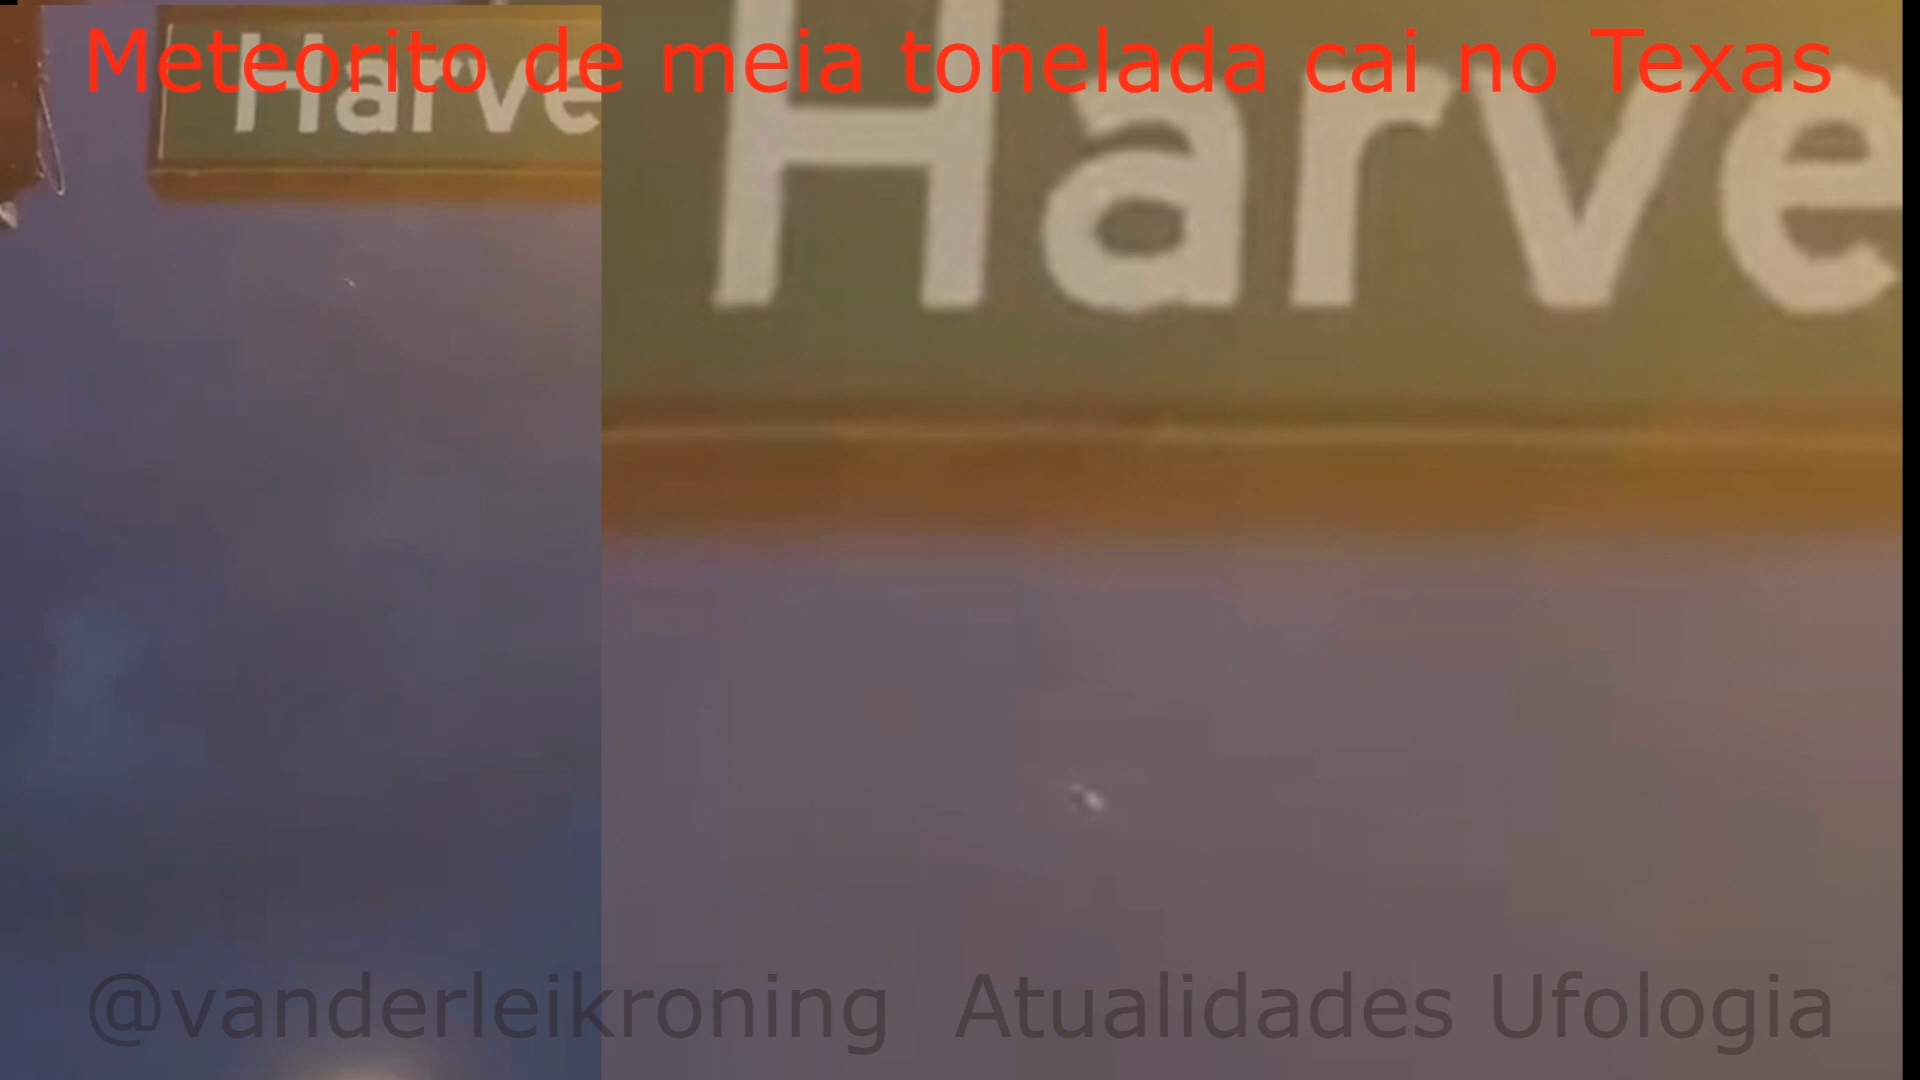 Meteorito de meia tonelada cai no Texas
Harve
Harve
@vanderleikroning Atualidades Ufologia